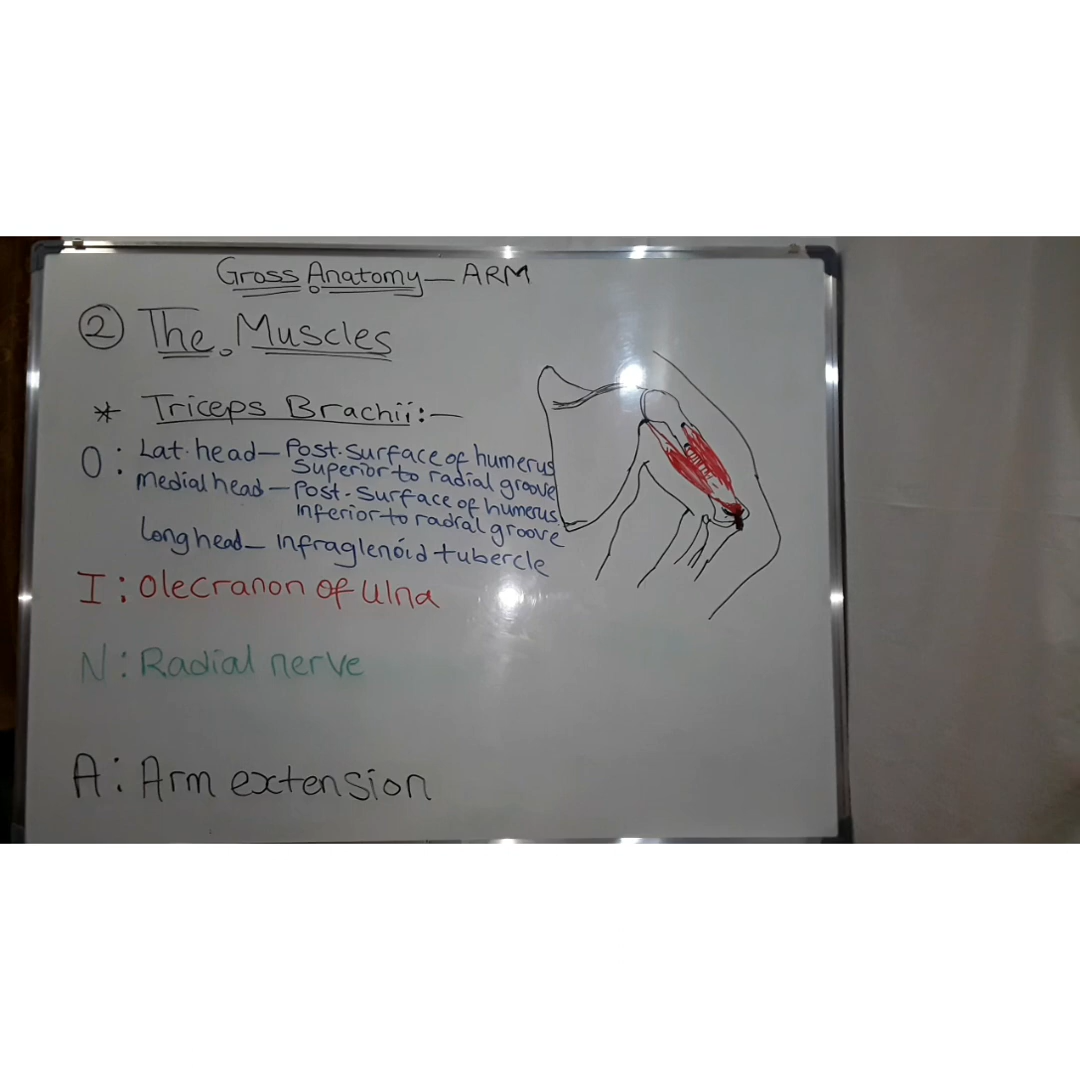 Gross Anatomy — ARM
② The Muscles
* Triceps Brachii:—
O: Lat. head — Post. surface of humerus
Superior to radial groove
Medial head — Post. surface of humerus
inferior to radial groove
Long head — Infraglenoid tubercle
I: Olecranon of ulna
N: Radial nerve
A: Arm extension